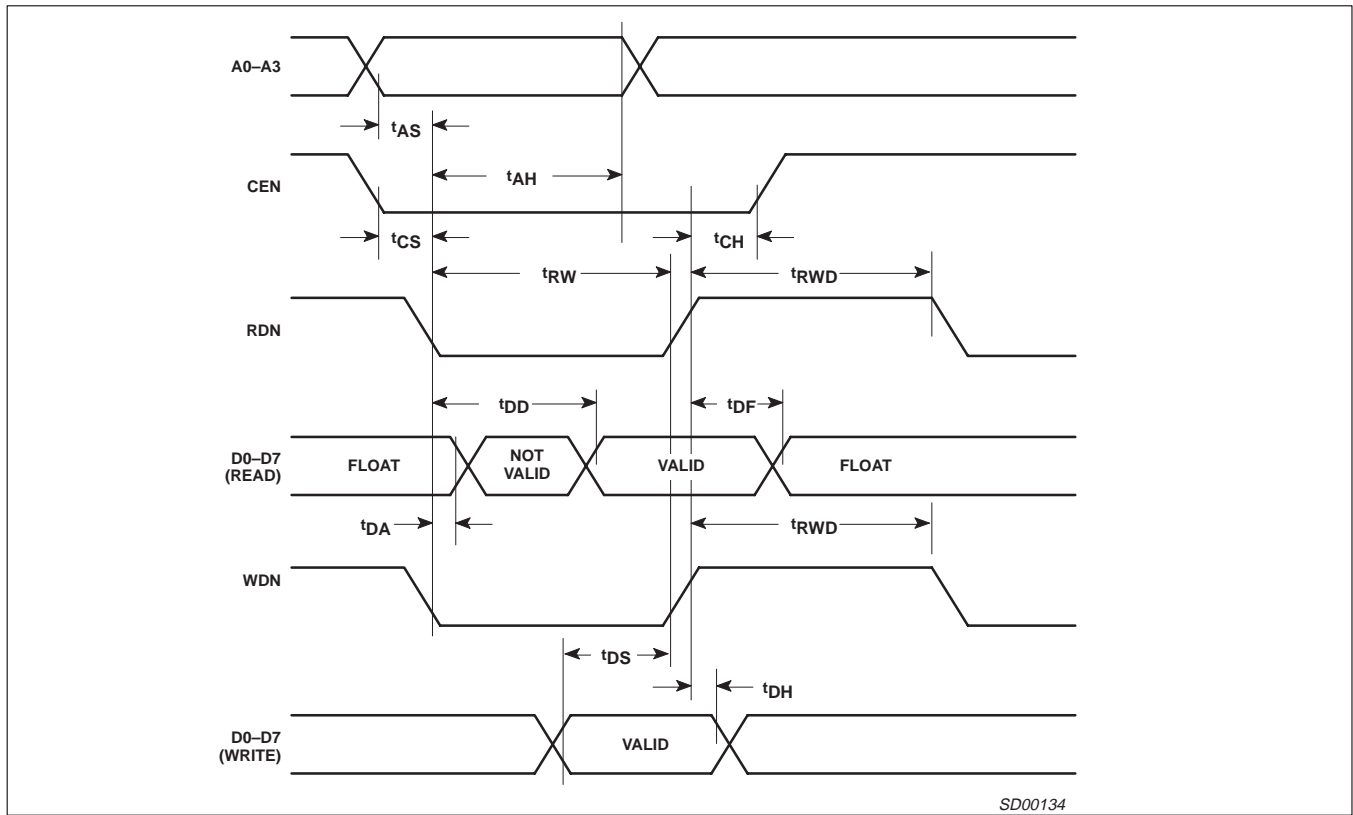 A0–A3
tAS
tAH
CEN
tCS
tCH
tRW
tRWD
RDN
tDD
tDF
D0–D7
(READ)
FLOAT
NOT
VALID
VALID
FLOAT
tDA
tRWD
WDN
tDS
tDH
D0–D7
(WRITE)
VALID
SD00134